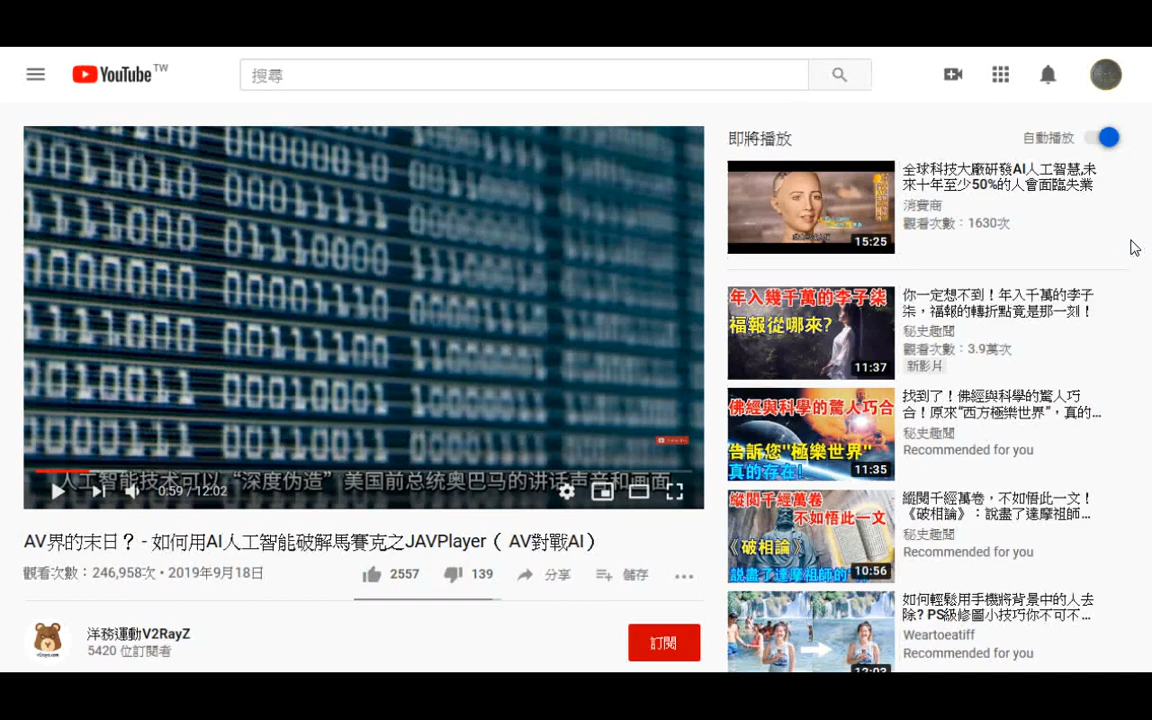 YouTube TW
搜尋
即將播放
自動播放
全球科技大廠研發AI人工智慧,未
來十年至少50%的人會面臨失業
消費商
觀看次數：1630次
15:25
年入幾千萬的李子柒
福報從哪來?
11:37
你一定想不到！年入千萬的李子
柒，福報的轉折點竟是那一刻！
秘史趣聞
觀看次數：3.9萬次
新影片
佛經與科學的驚人巧合
告訴您"極樂世界"
真的存在!
11:35
找到了！佛經與科學的驚人巧
合！原來“西方極樂世界”，真的...
秘史趣聞
Recommended for you
縱閱千經萬卷
不如悟此一文
《破相論》
說盡了達摩祖師的
10:56
縱閱千經萬卷，不如悟此一文！
《破相論》：說盡了達摩祖師...
秘史趣聞
Recommended for you
如何輕鬆用手機將背景中的人去
除? PS級修圖小技巧你不可不...
Weartoeatiff
Recommended for you
12:03
人工智能技术可以“深度伪造”美国前总统奥巴马的讲话声音和画面
0:59 / 12:02
AV界的末日？ - 如何用AI人工智能破解馬賽克之JAVPlayer（ AV對戰AI）
觀看次數：246,958次 • 2019年9月18日
2557
139
分享
儲存
洋務運動V2RayZ
5420 位訂閱者
訂閱